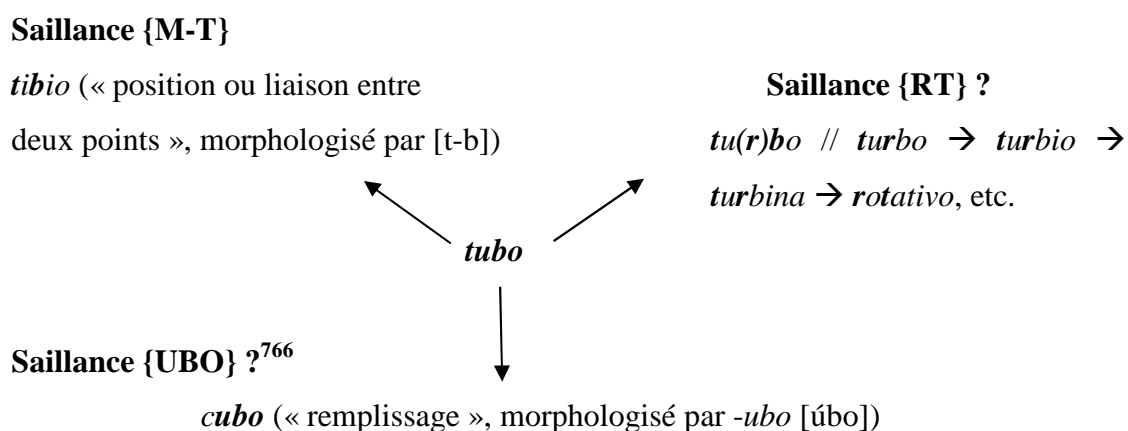 Saillance {M-T}
tibio (« position ou liaison entre
deux points », morphologisé par [t-b])
Saillance {RT} ?
tu(r)bo // turbo → turbio →
turbina → rotativo, etc.
tubo
Saillance {UBO} ?766
cubo (« remplissage », morphologisé par -ubo [úbo])